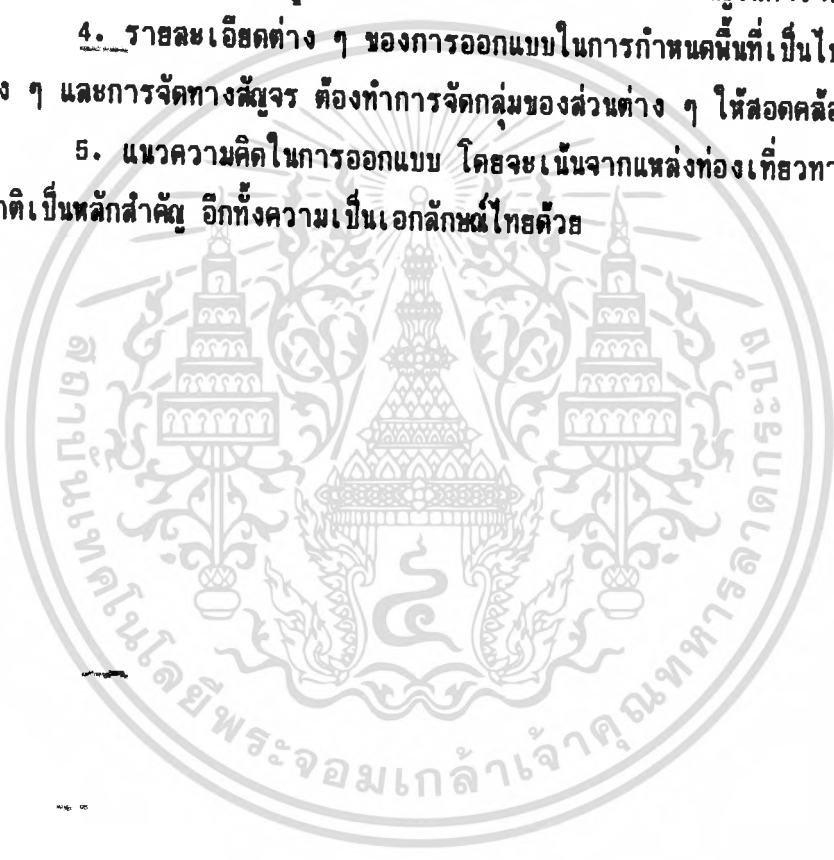 4. รายละเอียดต่าง ๆ ของการออกแบบในการกำหนดพื้นที่เป็นไป
ง ๆ และการจัดทางสัญจร ต้องทำการจัดกลุ่มของส่วนต่าง ๆ ให้สอดคล้อ
5. แนวความคิดในการออกแบบ โดยจะเน้นจากแหล่งท่องเที่ยวทา
าติเป็นหลักสำคัญ อีกทั้งความเป็นเอกลักษณ์ไทยด้วย
สถาบันเทคโนโลยีพระจอมเกล้าเจ้าคุณทหารลาดกระบัง